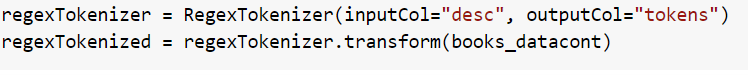 regexTokenizer = RegexTokenizer(inputCol="desc", outputCol="tokens")
regexTokenized = regexTokenizer.transform(books_datacont)